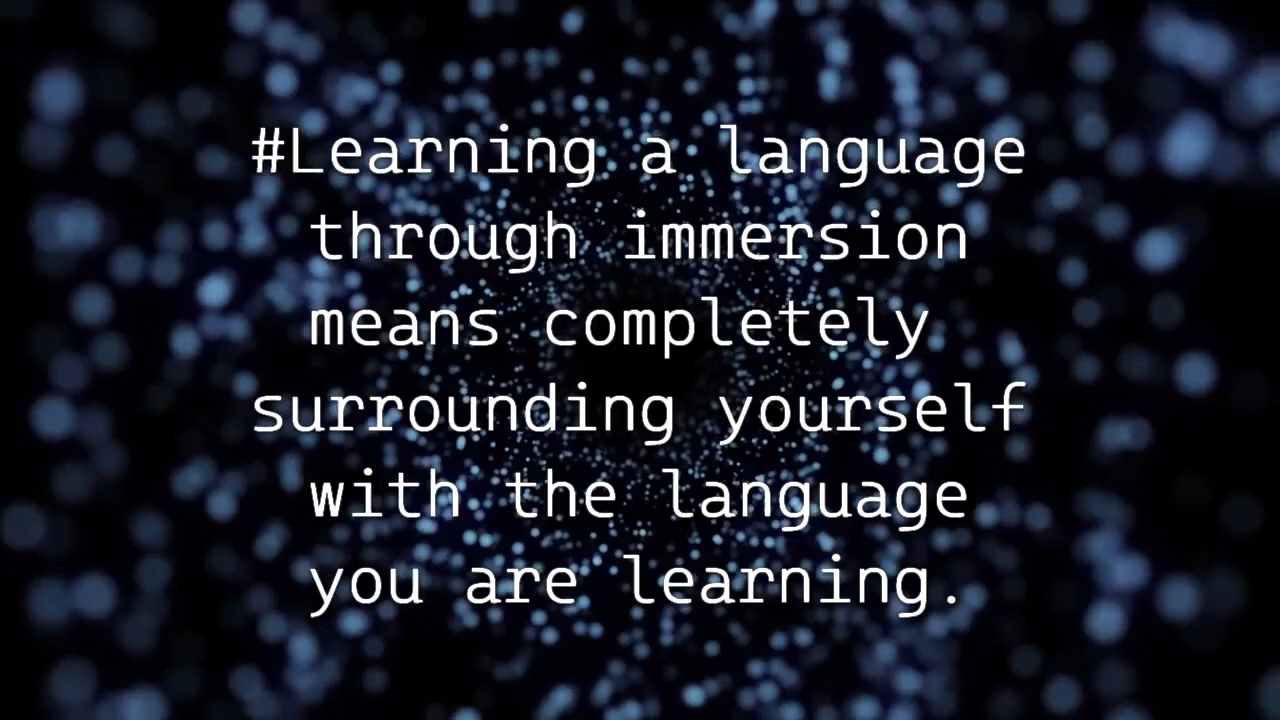 #Learning a language
through immersion
means completely
surrounding yourself
with the language
you are learning.